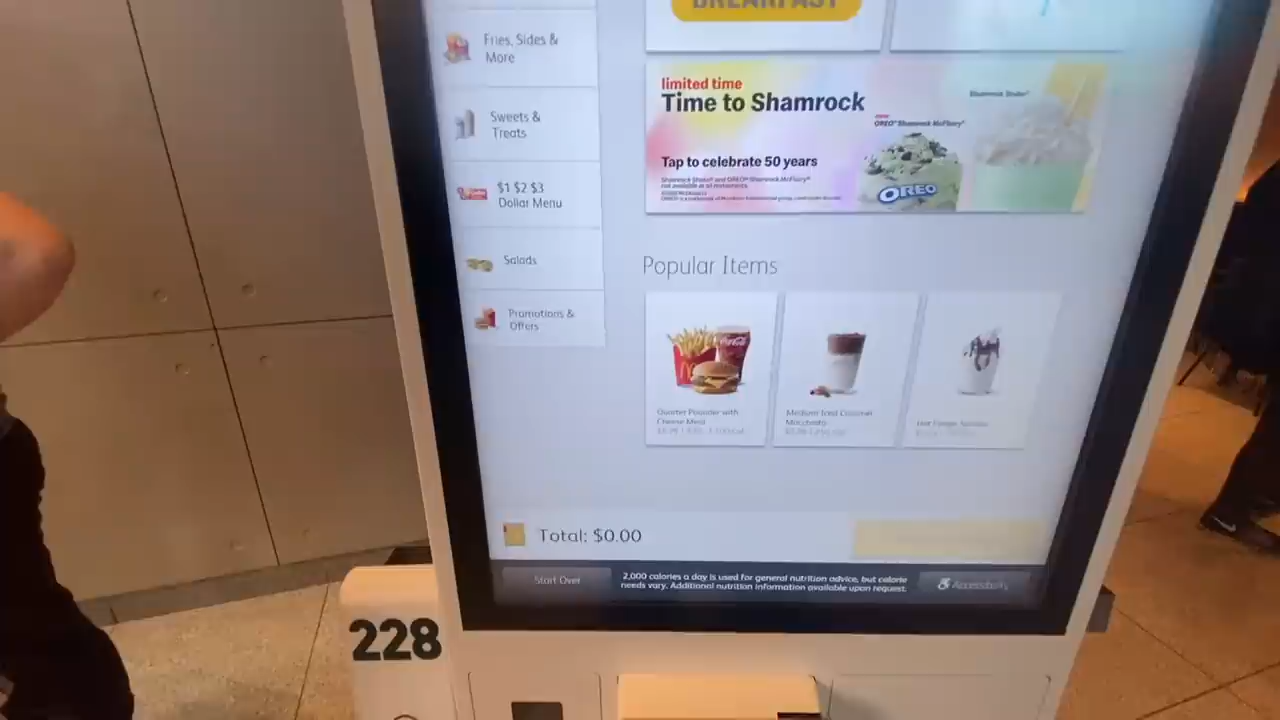 BREAKFAST
Fries, Sides &
More
Sweets &
Treats
$1 $2 $3
Dollar Menu
Salads
Promotions &
Offers
limited time
Time to Shamrock
Tap to celebrate 50 years
Shamrock Shake®
OREO® Shamrock McFlurry®
OREO
Popular Items
Coca-Cola
Quarter Pounder with
Cheese Meal
Medium Iced Caramel
Macchiato
Hot Fudge Sundae
Total: $0.00
Start Over
2,000 calories a day is used for general nutrition advice, but calorie
needs vary. Additional nutrition information available upon request.
Accessibility
228